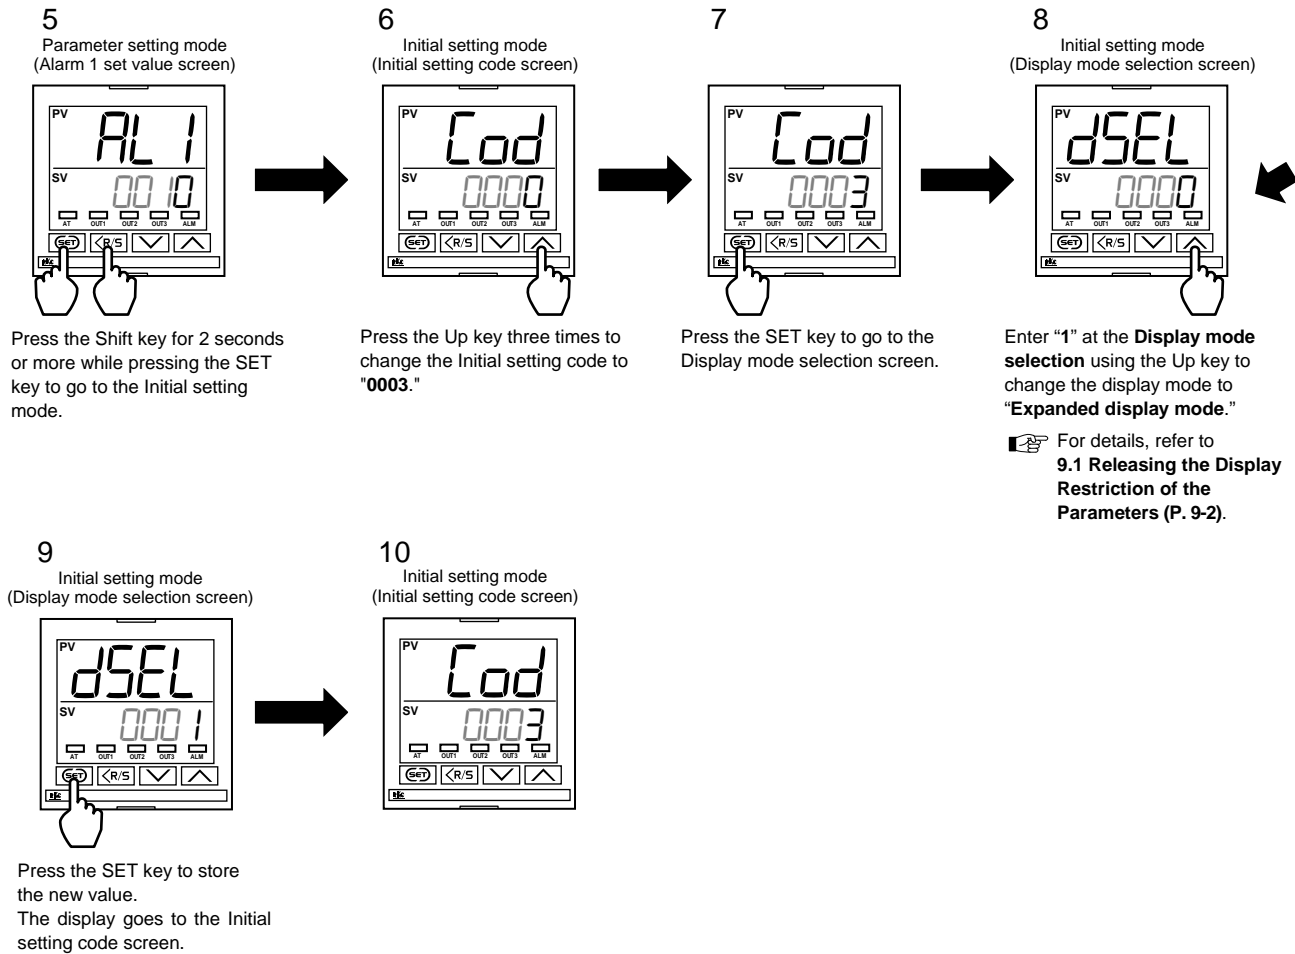 5
Parameter setting mode
(Alarm 1 set value screen)
PV
AL1
SV
0010
AT OUT1 OUT2 OUT3 ALM
SET <R/S
Press the Shift key for 2 seconds
or more while pressing the SET
key to go to the Initial setting
mode.
6
Initial setting mode
(Initial setting code screen)
PV
Cod
SV
0000
AT OUT1 OUT2 OUT3 ALM
SET <R/S
Press the Up key three times to
change the Initial setting code to
"0003."
7
PV
Cod
SV
0003
AT OUT1 OUT2 OUT3 ALM
SET <R/S
Press the SET key to go to the
Display mode selection screen.
8
Initial setting mode
(Display mode selection screen)
PV
dSEL
SV
0000
AT OUT1 OUT2 OUT3 ALM
SET <R/S
Enter “1” at the Display mode
selection using the Up key to
change the display mode to
“Expanded display mode.”
For details, refer to
9.1 Releasing the Display
Restriction of the
Parameters (P. 9-2).
9
Initial setting mode
(Display mode selection screen)
PV
dSEL
SV
0001
AT OUT1 OUT2 OUT3 ALM
SET <R/S
Press the SET key to store
the new value.
The display goes to the Initial
setting code screen.
10
Initial setting mode
(Initial setting code screen)
PV
Cod
SV
0003
AT OUT1 OUT2 OUT3 ALM
SET <R/S